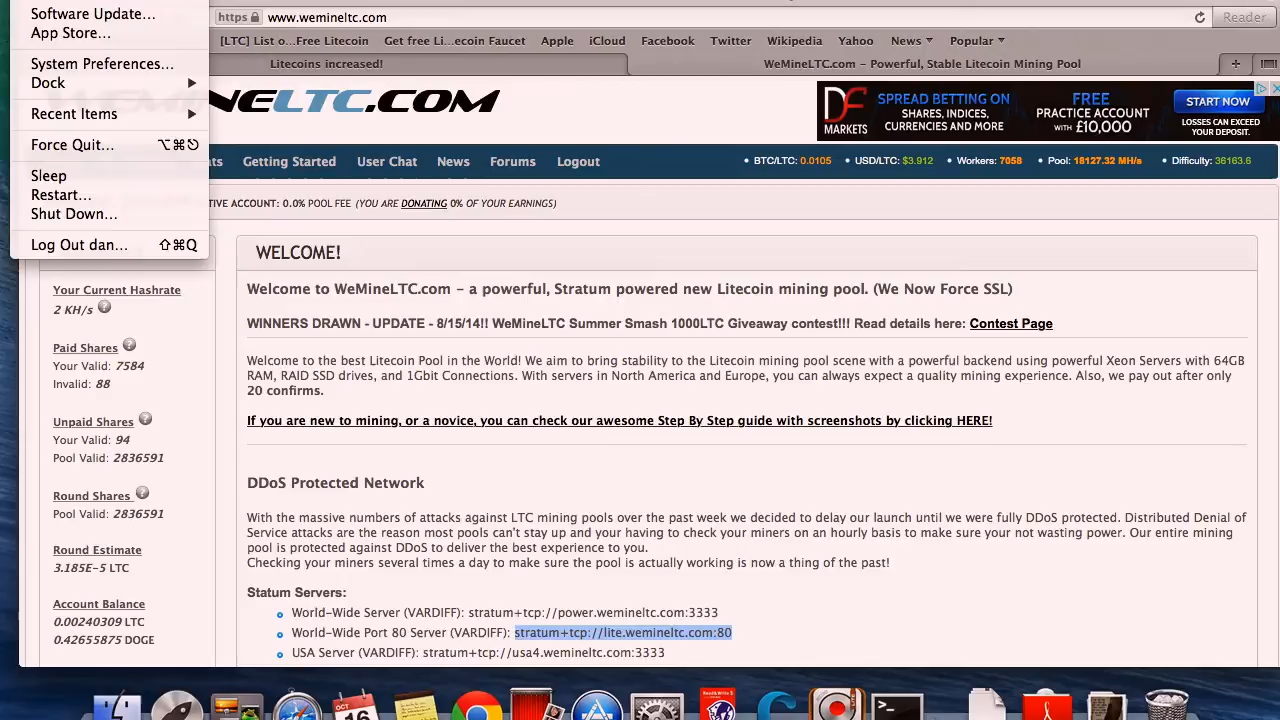 Software Update...
App Store...
System Preferences...
Dock
Recent Items
Force Quit... ⌥⌘⎋
Sleep
Restart...
Shut Down...
Log Out dan... ⇧⌘Q
https www.wemineltc.com Reader
[LTC] List o...Free Litecoin Get free Li...ecoin Faucet Apple iCloud Facebook Twitter Wikipedia Yahoo News Popular
Litecoins increased! WeMineLTC.com – Powerful, Stable Litecoin Mining Pool
INELTC.COM
DF MARKETS
SPREAD BETTING ON SHARES, INDICES, CURRENCIES AND MORE
FREE PRACTICE ACCOUNT WITH £10,000
START NOW
LOSSES CAN EXCEED YOUR DEPOSIT.
ts Getting Started User Chat News Forums Logout
BTC/LTC: 0.0105 USD/LTC: $3.912 Workers: 7058 Pool: 18127.32 MH/s Difficulty: 36163.6
TIVE ACCOUNT: 0.0% POOL FEE (YOU ARE DONATING 0% OF YOUR EARNINGS)
Your Current Hashrate
2 KH/s
Paid Shares
Your Valid: 7584
Invalid: 88
Unpaid Shares
Your Valid: 94
Pool Valid: 2836591
Round Shares
Pool Valid: 2836591
Round Estimate
3.185E-5 LTC
Account Balance
0.00240309 LTC
0.42655875 DOGE
WELCOME!
Welcome to WeMineLTC.com – a powerful, Stratum powered new Litecoin mining pool. (We Now Force SSL)
WINNERS DRAWN - UPDATE - 8/15/14!! WeMineLTC Summer Smash 1000LTC Giveaway contest!!! Read details here: Contest Page
Welcome to the best Litecoin Pool in the World! We aim to bring stability to the Litecoin mining pool scene with a powerful backend using powerful Xeon Servers with 64GB
RAM, RAID SSD drives, and 1Gbit Connections. With servers in North America and Europe, you can always expect a quality mining experience. Also, we pay out after only
20 confirms.
If you are new to mining, or a novice, you can check our awesome Step By Step guide with screenshots by clicking HERE!
DDoS Protected Network
With the massive numbers of attacks against LTC mining pools over the past week we decided to delay our launch until we were fully DDoS protected. Distributed Denial of
Service attacks are the reason most pools can't stay up and your having to check your miners on an hourly basis to make sure your not wasting power. Our entire mining
pool is protected against DDoS to deliver the best experience to you.
Checking your miners several times a day to make sure the pool is actually working is now a thing of the past!
Statum Servers:
World-Wide Server (VARDIFF): stratum+tcp://power.wemineltc.com:3333
World-Wide Port 80 Server (VARDIFF): stratum+tcp://lite.wemineltc.com:80
USA Server (VARDIFF): stratum+tcp://usa4.wemineltc.com:3333
OCT
16
Read&Write 5
>_